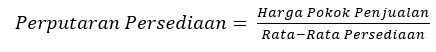 Perputaran Persediaan = Harga Pokok Penjualan / Rata−Rata Persediaan